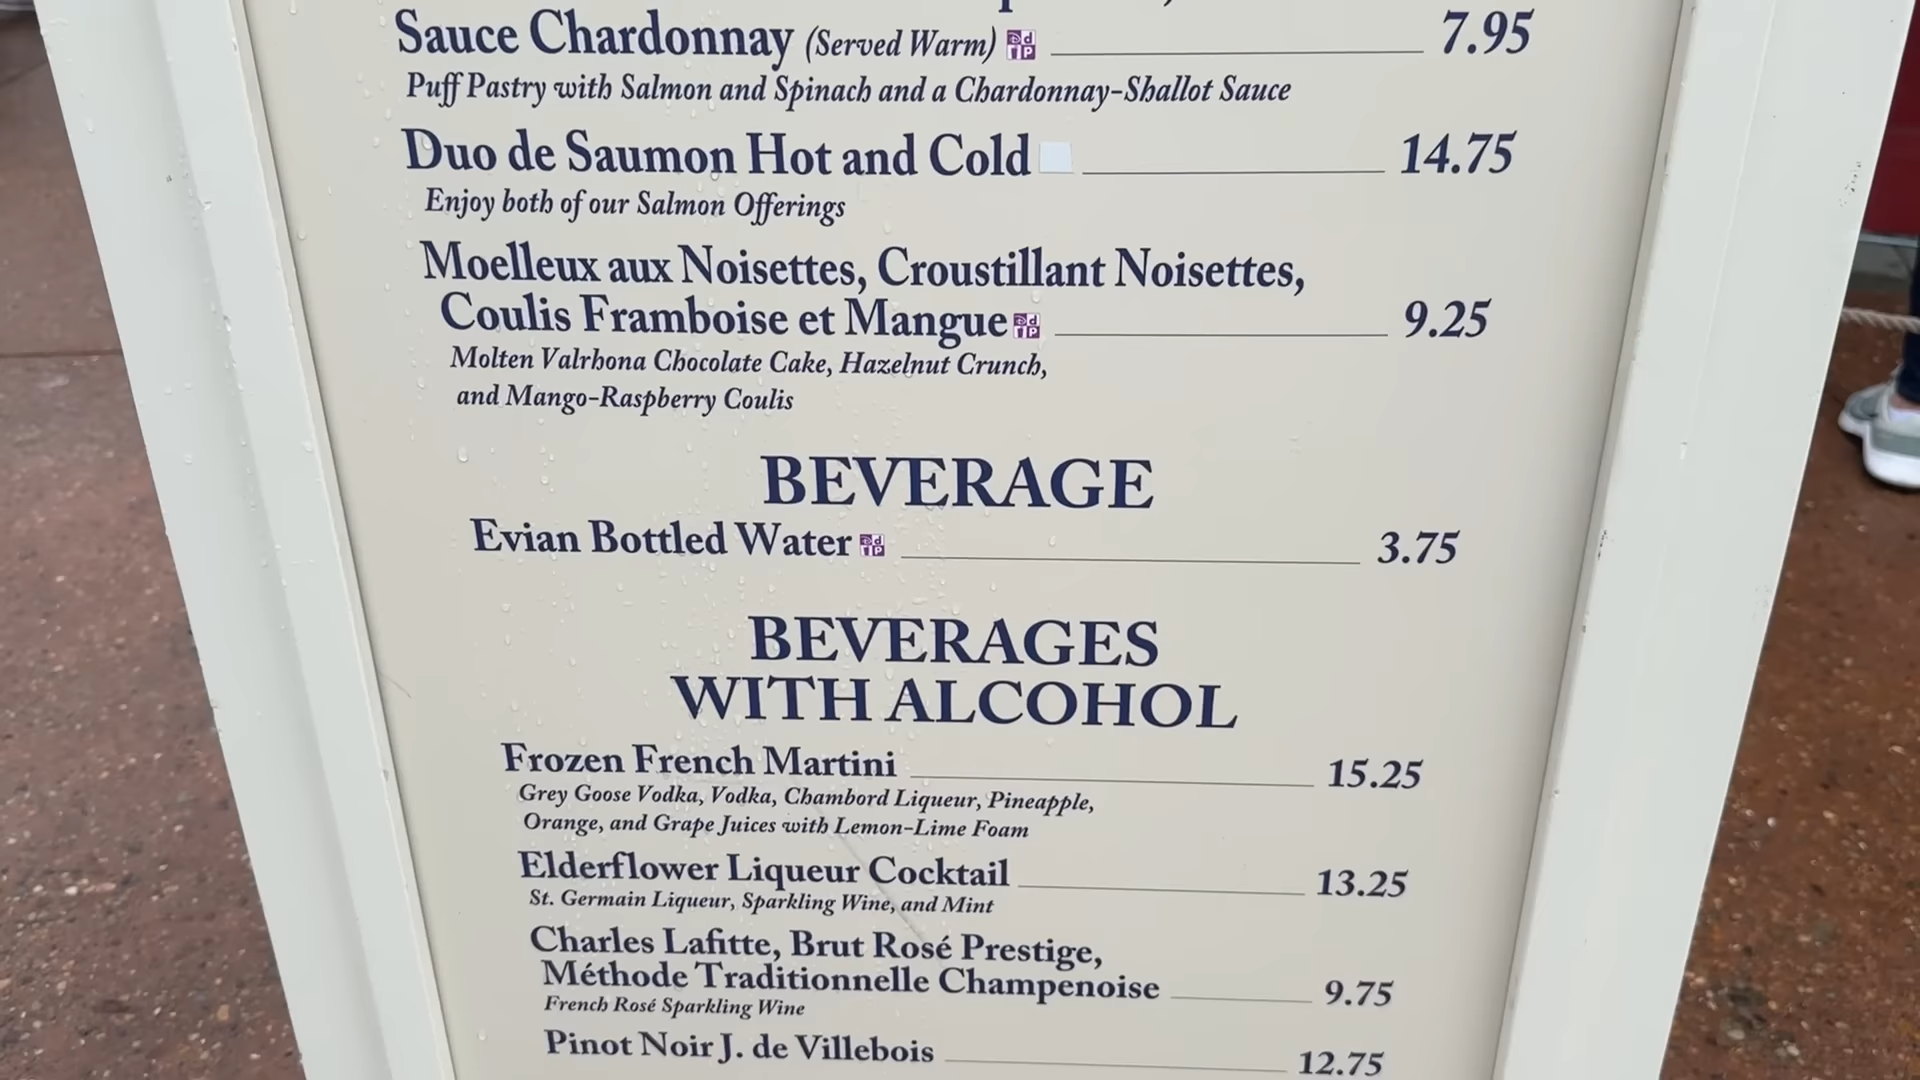 Sauce Chardonnay (Served Warm) 7.95
Puff Pastry with Salmon and Spinach and a Chardonnay-Shallot Sauce
Duo de Saumon Hot and Cold 14.75
Enjoy both of our Salmon Offerings
Moelleux aux Noisettes, Croustillant Noisettes,
Coulis Framboise et Mangue 9.25
Molten Valrhona Chocolate Cake, Hazelnut Crunch,
and Mango-Raspberry Coulis
BEVERAGE
Evian Bottled Water 3.75
BEVERAGES
WITH ALCOHOL
Frozen French Martini 15.25
Grey Goose Vodka, Vodka, Chambord Liqueur, Pineapple,
Orange, and Grape Juices with Lemon-Lime Foam
Elderflower Liqueur Cocktail 13.25
St. Germain Liqueur, Sparkling Wine, and Mint
Charles Lafitte, Brut Rosé Prestige,
Méthode Traditionnelle Champenoise 9.75
French Rosé Sparkling Wine
Pinot Noir J. de Villebois 12.75